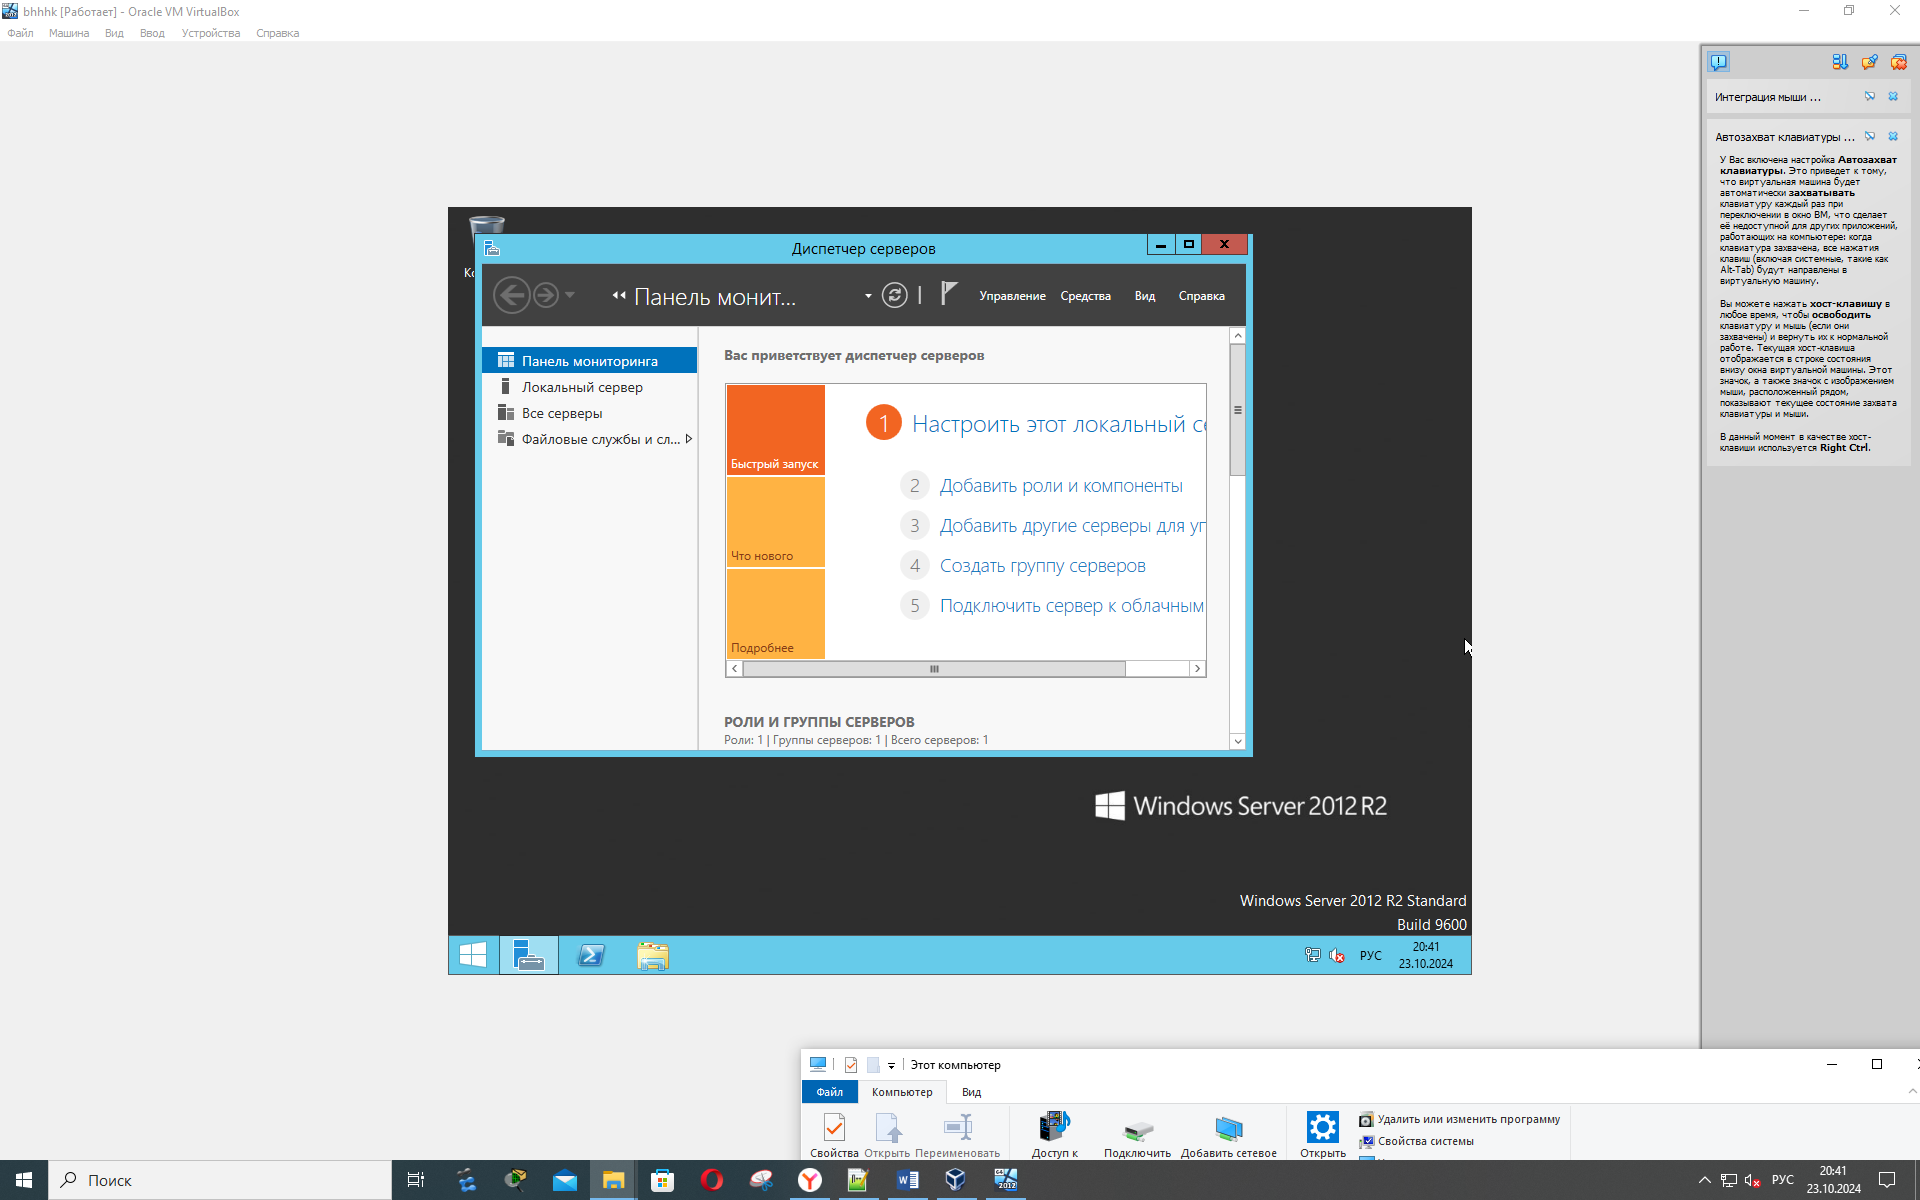 bhhhk [Работает] - Oracle VM VirtualBox
Файл Машина Вид Ввод Устройства Справка
Интеграция мыши ...
Автозахват клавиатуры ...
У Вас включена настройка Автозахват
клавиатуры. Это приведет к тому,
что виртуальная машина будет
автоматически захватывать
клавиатуру каждый раз при
переключении в окно ВМ, что сделает
её недоступной для других приложений,
работающих на компьютере: когда
клавиатура захвачена, все нажатия
клавиш (включая системные, такие как
Alt-Tab) будут направлены в
виртуальную машину.
Вы можете нажать хост-клавишу в
любое время, чтобы освободить
клавиатуру и мышь (если они
захвачены) и вернуть их к нормальной
работе. Текущая хост-клавиша
отображается в строке состояния
внизу окна виртуальной машины. Этот
значок, а также значок с изображением
мыши, расположенный рядом,
показывают текущее состояние захвата
клавиатуры и мыши.
В данный момент в качестве хост-
клавиши используется Right Ctrl.
Диспетчер серверов
Панель монит...
Управление Средства Вид Справка
Панель мониторинга
Локальный сервер
Все серверы
Файловые службы и сл...
Вас приветствует диспетчер серверов
Быстрый запуск
Что нового
Подробнее
1 Настроить этот локальный се
2 Добавить роли и компоненты
3 Добавить другие серверы для уп
4 Создать группу серверов
5 Подключить сервер к облачным
РОЛИ И ГРУППЫ СЕРВЕРОВ
Роли: 1 | Группы серверов: 1 | Всего серверов: 1
Windows Server 2012 R2
Windows Server 2012 R2 Standard
Build 9600
РУС
20:41
23.10.2024
Этот компьютер
Файл Компьютер Вид
Свойства Открыть Переименовать
Доступ к Подключить Добавить сетевое
Открыть
Удалить или изменить программу
Свойства системы
Поиск
РУС
20:41
23.10.2024